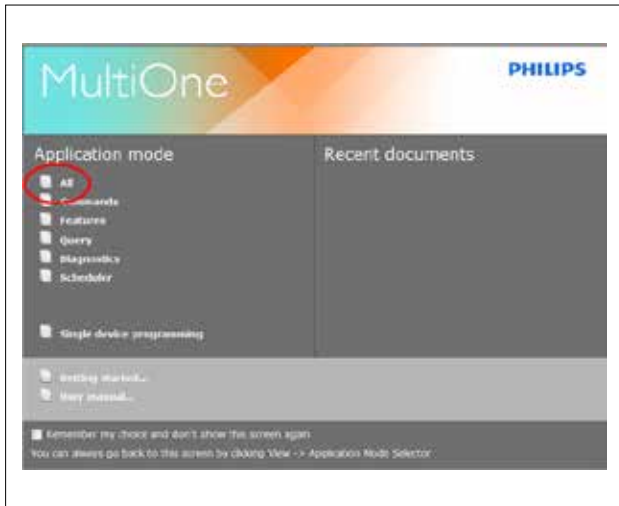 MultiOne
PHILIPS
Application mode
Recent documents
All
Commands
Features
Query
Diagnostics
Scheduler
Single device programming
Getting started...
User manual...
Remember my choice and don't show this screen again
You can always go back to this screen by clicking View -> Application Mode Selector